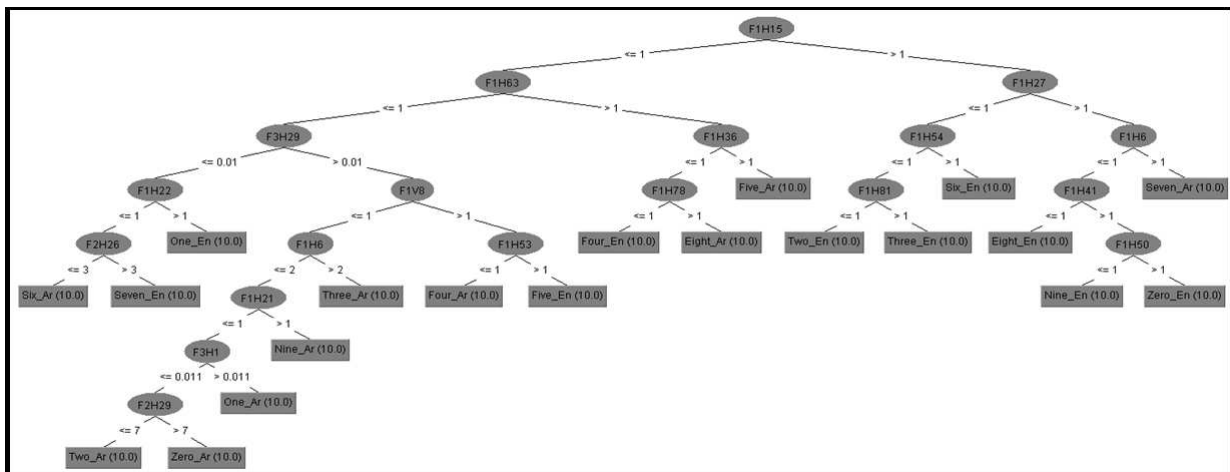 F1H15
<= 1 > 1
F1H63 F1H27
<= 1 > 1 <= 1 > 1
F3H29 F1H36 F1H54 F1H6
<= 0.01 > 0.01 <= 1 > 1 <= 1 > 1 <= 1 > 1
F1H22 F1V8 F1H78 Five_Ar (10.0) F1H81 Six_En (10.0) F1H41 Seven_Ar (10.0)
<= 1 > 1 <= 1 > 1 <= 1 > 1 <= 1 > 1 <= 1 > 1
F2H26 One_En (10.0) F1H6 F1H53 Four_En (10.0) Eight_Ar (10.0) Two_En (10.0) Three_En (10.0) Eight_En (10.0) F1H50
<= 3 > 3 <= 2 > 2 <= 1 > 1 <= 1 > 1
Six_Ar (10.0) Seven_En (10.0) F1H21 Three_Ar (10.0) Four_Ar (10.0) Five_En (10.0) Nine_En (10.0) Zero_En (10.0)
<= 1 > 1
F3H1 Nine_Ar (10.0)
<= 0.011 > 0.011
F2H29 One_Ar (10.0)
<= 7 > 7
Two_Ar (10.0) Zero_Ar (10.0)